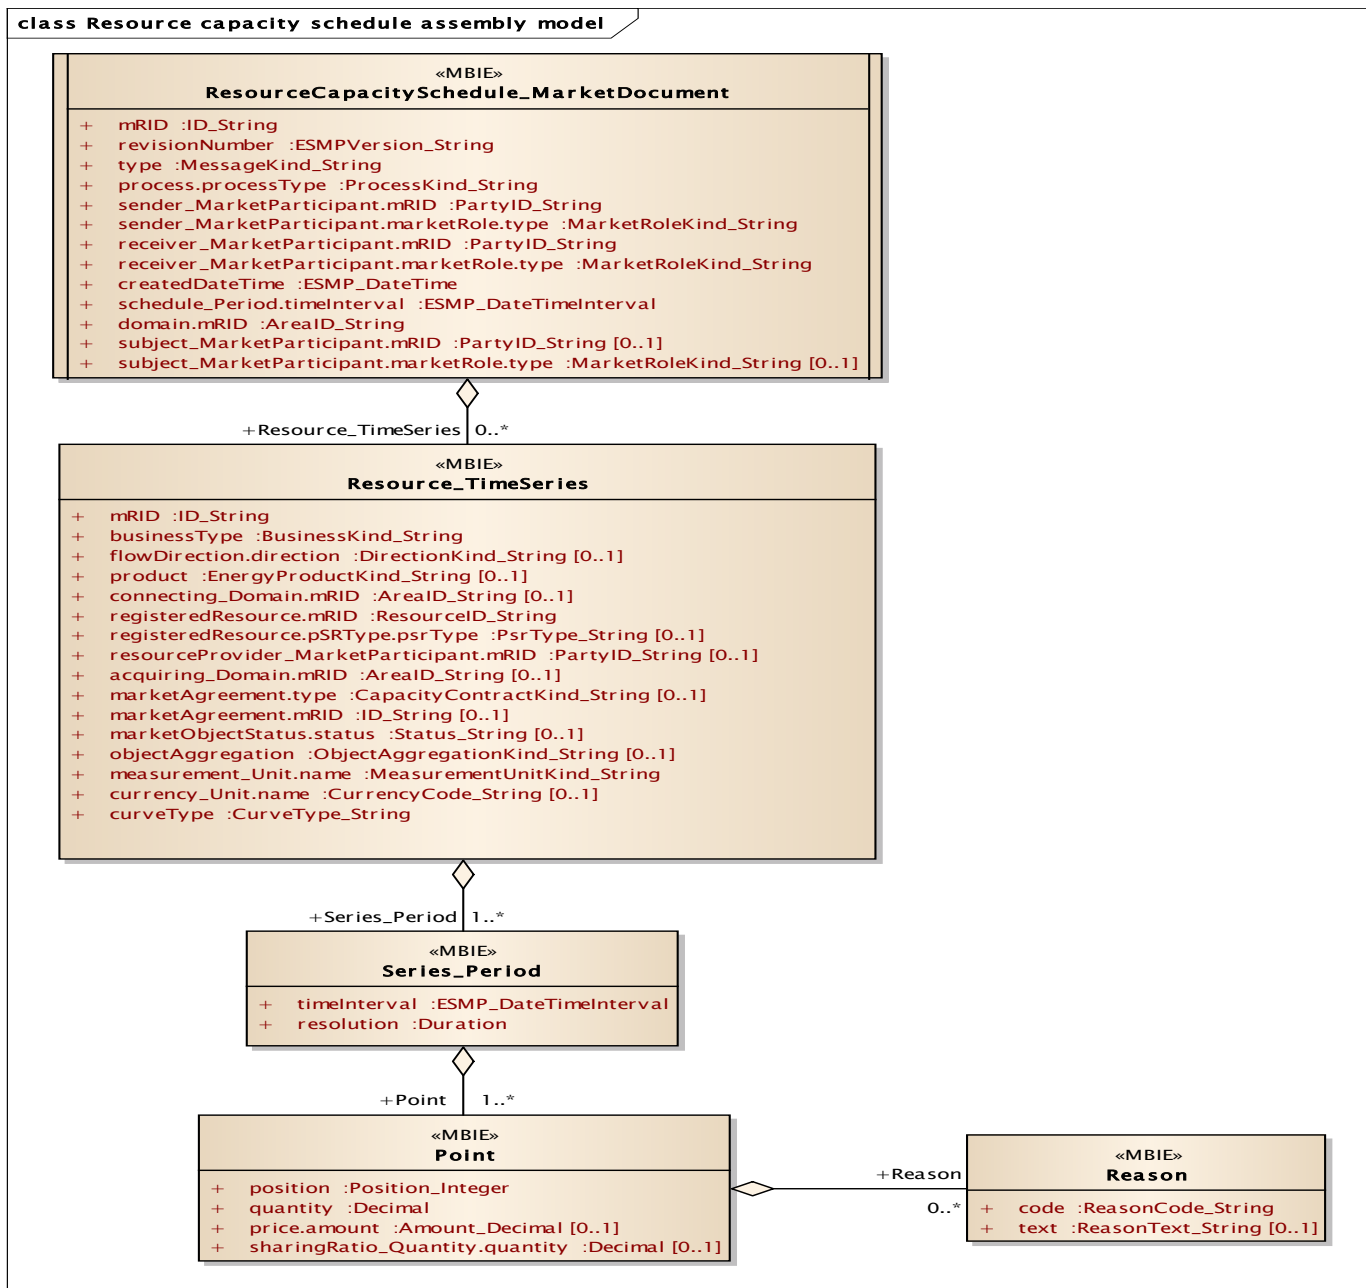 class Resource capacity schedule assembly model
«MBIE»
ResourceCapacitySchedule_MarketDocument
+ mRID :ID_String
+ revisionNumber :ESMPVersion_String
+ type :MessageKind_String
+ process.processType :ProcessKind_String
+ sender_MarketParticipant.mRID :PartyID_String
+ sender_MarketParticipant.marketRole.type :MarketRoleKind_String
+ receiver_MarketParticipant.mRID :PartyID_String
+ receiver_MarketParticipant.marketRole.type :MarketRoleKind_String
+ createdDateTime :ESMP_DateTime
+ schedule_Period.timeInterval :ESMP_DateTimeInterval
+ domain.mRID :AreaID_String
+ subject_MarketParticipant.mRID :PartyID_String [0..1]
+ subject_MarketParticipant.marketRole.type :MarketRoleKind_String [0..1]
+Resource_TimeSeries 0..*
«MBIE»
Resource_TimeSeries
+ mRID :ID_String
+ businessType :BusinessKind_String
+ flowDirection.direction :DirectionKind_String [0..1]
+ product :EnergyProductKind_String [0..1]
+ connecting_Domain.mRID :AreaID_String [0..1]
+ registeredResource.mRID :ResourceID_String
+ registeredResource.pSRType.psrType :PsrType_String [0..1]
+ resourceProvider_MarketParticipant.mRID :PartyID_String [0..1]
+ acquiring_Domain.mRID :AreaID_String [0..1]
+ marketAgreement.type :CapacityContractKind_String [0..1]
+ marketAgreement.mRID :ID_String [0..1]
+ marketObjectStatus.status :Status_String [0..1]
+ objectAggregation :ObjectAggregationKind_String [0..1]
+ measurement_Unit.name :MeasurementUnitKind_String
+ currency_Unit.name :CurrencyCode_String [0..1]
+ curveType :CurveType_String
+Series_Period 1..*
«MBIE»
Series_Period
+ timeInterval :ESMP_DateTimeInterval
+ resolution :Duration
+Point 1..*
«MBIE»
Point
+ position :Position_Integer
+ quantity :Decimal
+ price.amount :Amount_Decimal [0..1]
+ sharingRatio_Quantity.quantity :Decimal [0..1]
+Reason
0..*
«MBIE»
Reason
+ code :ReasonCode_String
+ text :ReasonText_String [0..1]